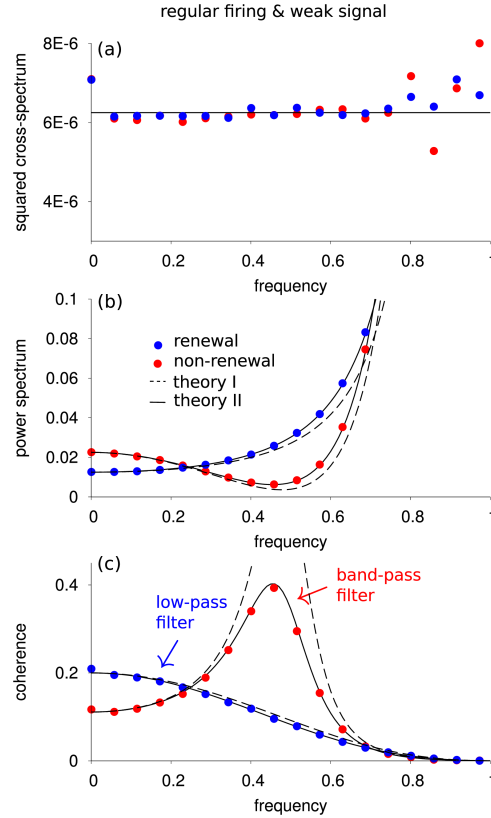 regular firing & weak signal
(a)
squared cross-spectrum
8E-6
6E-6
4E-6
0 0.2 0.4 0.6 0.8 1
frequency
(b)
power spectrum
0.1
0.08
0.06
0.04
0.02
0
renewal
non-renewal
theory I
theory II
0 0.2 0.4 0.6 0.8 1
frequency
(c)
coherence
0.4
0.2
0
low-pass
filter
band-pass
filter
0 0.2 0.4 0.6 0.8 1
frequency